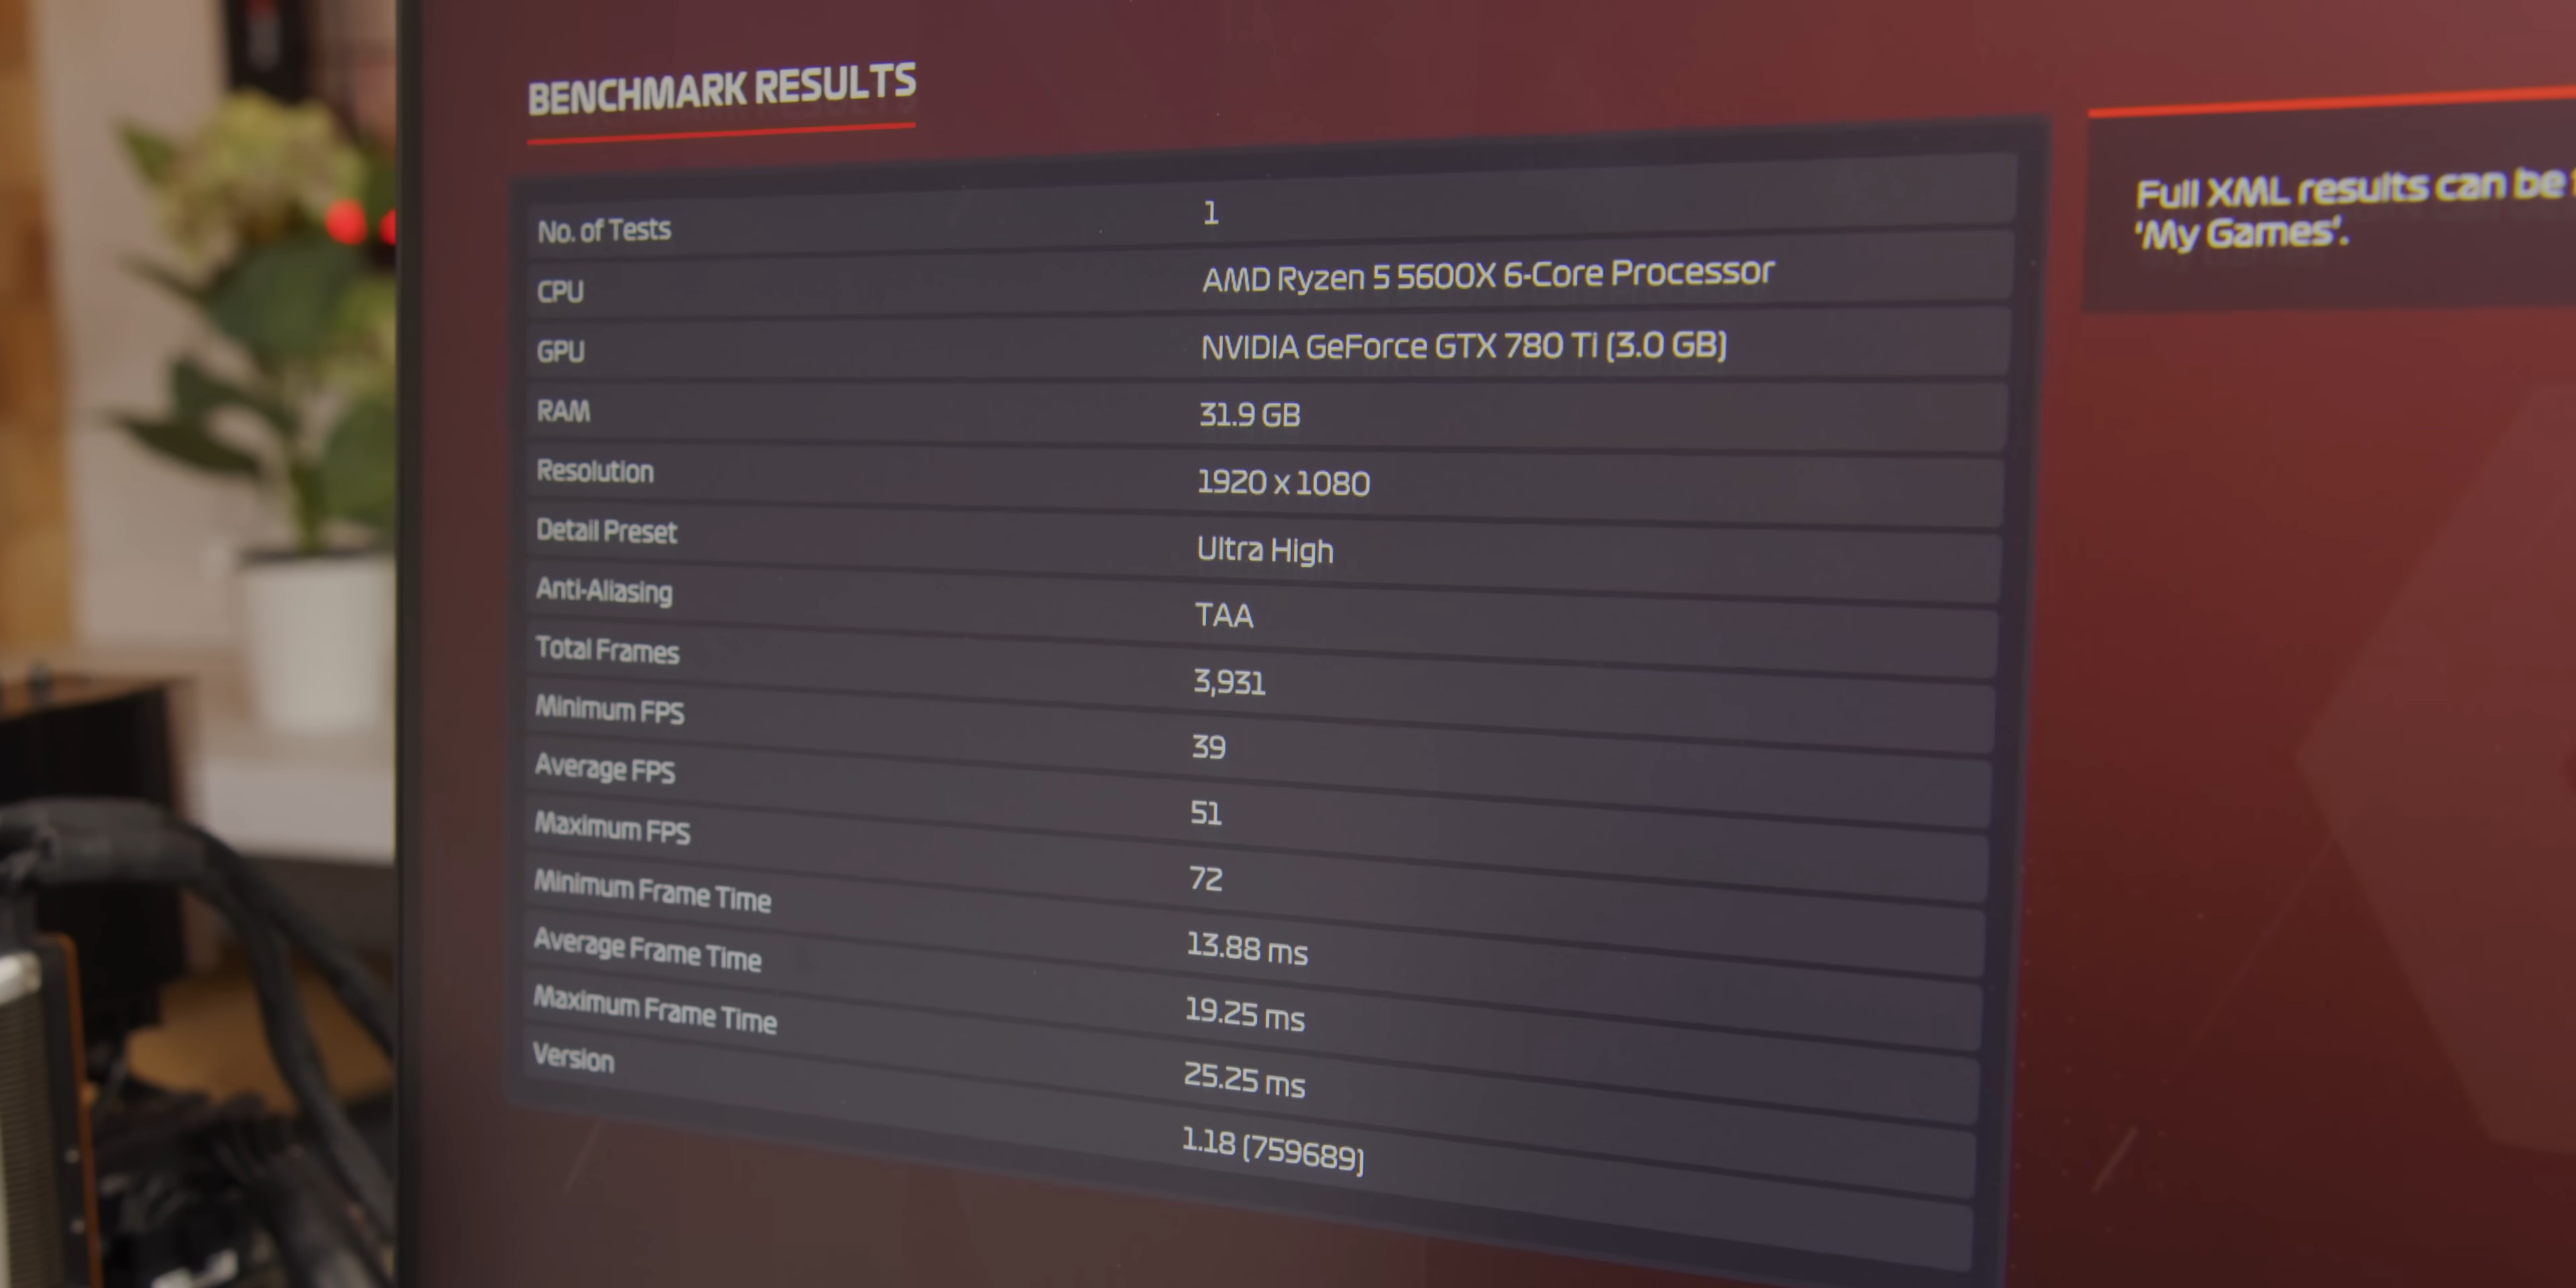 BENCHMARK RESULTS
No. of Tests 1
CPU AMD Ryzen 5 5600X 6-Core Processor
GPU NVIDIA GeForce GTX 780 Ti (3.0 GB)
RAM 31.9 GB
Resolution 1920 x 1080
Detail Preset Ultra High
Anti-Aliasing TAA
Total Frames 3,931
Minimum FPS 39
Average FPS 51
Maximum FPS 72
Minimum Frame Time 13.88 ms
Average Frame Time 19.25 ms
Maximum Frame Time 25.25 ms
Version 1.18 (759689)
Full XML results can be
'My Games'.